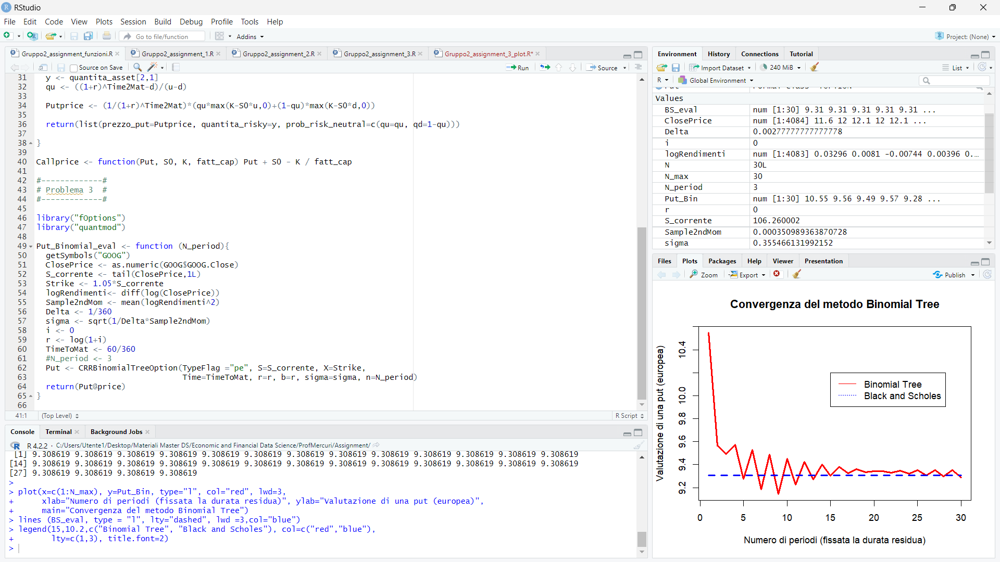 RStudio
File Edit Code View Plots Session Build Debug Profile Tools Help
Go to file/function Addins Project: (None)
Gruppo2_assignment_funzioni.R Gruppo2_assignment_1.R Gruppo2_assignment_2.R Gruppo2_assignment_3.R Gruppo2_assignment_3_plot.R*
Source on Save Run Source
31 y <- quantita_asset[2,1]
32 qu <- ((1+r)^Time2Mat-d)/(u-d)
33
34 Putprice <- (1/(1+r)^Time2Mat)*(qu*max(K-S0*u,0)+(1-qu)*max(K-S0*d,0))
35
36 return(list(prezzo_put=Putprice, quantita_risky=y, prob_risk_neutral=c(qu=qu, qd=1-qu)))
37
38 }
39
40 Callprice <- function(Put, S0, K, fatt_cap) Put + S0 - K / fatt_cap
41
42 #-------------#
43 # Problema 3 #
44 #-------------#
45
46 library("fOptions")
47 library("quantmod")
48
49 Put_Binomial_eval <- function (N_period){
50 getSymbols("GOOG")
51 ClosePrice <- as.numeric(GOOG$GOOG.Close)
52 S_corrente <- tail(ClosePrice,1L)
53 Strike <- 1.05*S_corrente
54 logRendimenti<- diff(log(ClosePrice))
55 Sample2ndMom <- mean(logRendimenti^2)
56 Delta <- 1/360
57 sigma <- sqrt(1/Delta*Sample2ndMom)
58 i <- 0
59 r <- log(1+i)
60 TimeToMat <- 60/360
61 #N_period <- 3
62 Put <- CRRBinomialTreeOption(TypeFlag ="pe", S=S_corrente, X=Strike,
63 Time=TimeToMat, r=r, b=r, sigma=sigma, n=N_period)
64 return(Put@price)
65 }
66
41:1 (Top Level) R Script
Console Terminal Background Jobs
R 4.2.2 · C:/Users/Utente1/Desktop/Materiali Master DS/Economic and Financial Data Science/ProfMercuri/Assignment/
[1] 9.308619 9.308619 9.308619 9.308619 9.308619 9.308619 9.308619 9.308619 9.308619 9.308619 9.308619 9.308619 9.308619
[14] 9.308619 9.308619 9.308619 9.308619 9.308619 9.308619 9.308619 9.308619 9.308619 9.308619 9.308619 9.308619 9.308619
[27] 9.308619 9.308619 9.308619 9.308619
>
> plot(x=c(1:N_max), y=Put_Bin, type="l", col="red", lwd=3,
+ xlab="Numero di periodi (fissata la durata residua)", ylab="Valutazione di una put (europea)",
+ main="Convergenza del metodo Binomial Tree")
> lines (BS_eval, type = "l", lty="dashed", lwd =3,col="blue")
> legend(15,10.2,c("Binomial Tree", "Black and Scholes"), col=c("red","blue"),
+ lty=c(1,3), title.font=2)
>
Environment History Connections Tutorial
Import Dataset 240 MiB List
R Global Environment
Values
BS_eval num [1:30] 9.31 9.31 9.31 9.31 9.31 ...
ClosePrice num [1:4084] 11.6 12 12.1 12 12.1 ...
Delta 0.00277777777777778
i 0
logRendimenti num [1:4083] 0.03296 0.0081 -0.00744 0.00396 0...
N 30L
N_max 30
N_period 3
Put_Bin num [1:30] 10.55 9.56 9.49 9.57 9.28 ...
r 0
S_corrente 106.260002
Sample2ndMom 0.000350989363870728
sigma 0.355466131992152
Files Plots Packages Help Viewer Presentation
Zoom Export Publish
Convergenza del metodo Binomial Tree
Valutazione di una put (europea)
10.4
10.0
9.8
9.6
9.4
9.2
Binomial Tree
Black and Scholes
0 5 10 15 20 25 30
Numero di periodi (fissata la durata residua)